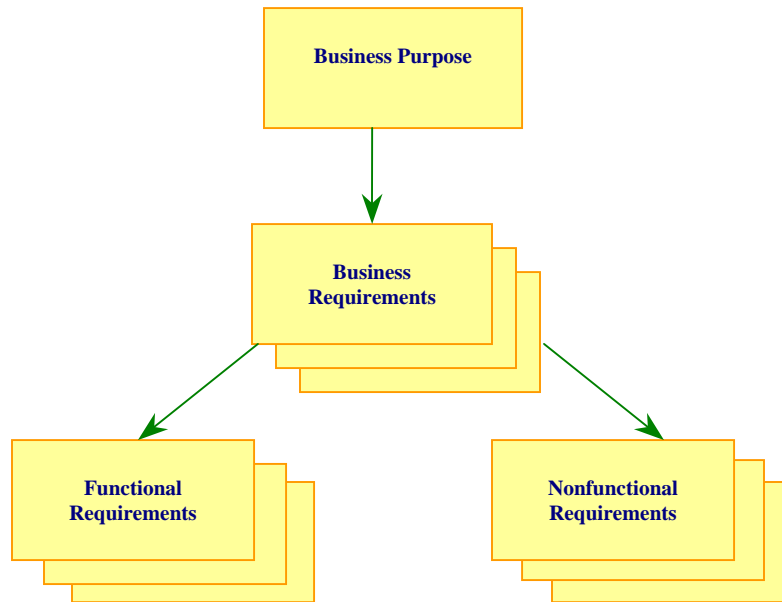 Business Purpose
Business
Requirements
Functional
Requirements
Nonfunctional
Requirements